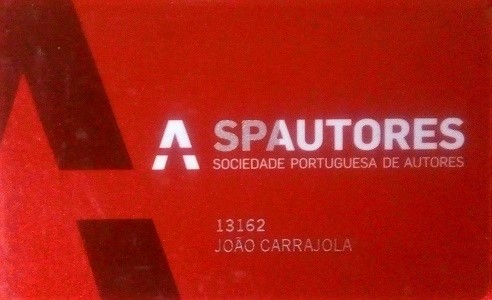 SPAUTORES
SOCIEDADE PORTUGUESA DE AUTORES
13162
JOÃO CARRAJOLA